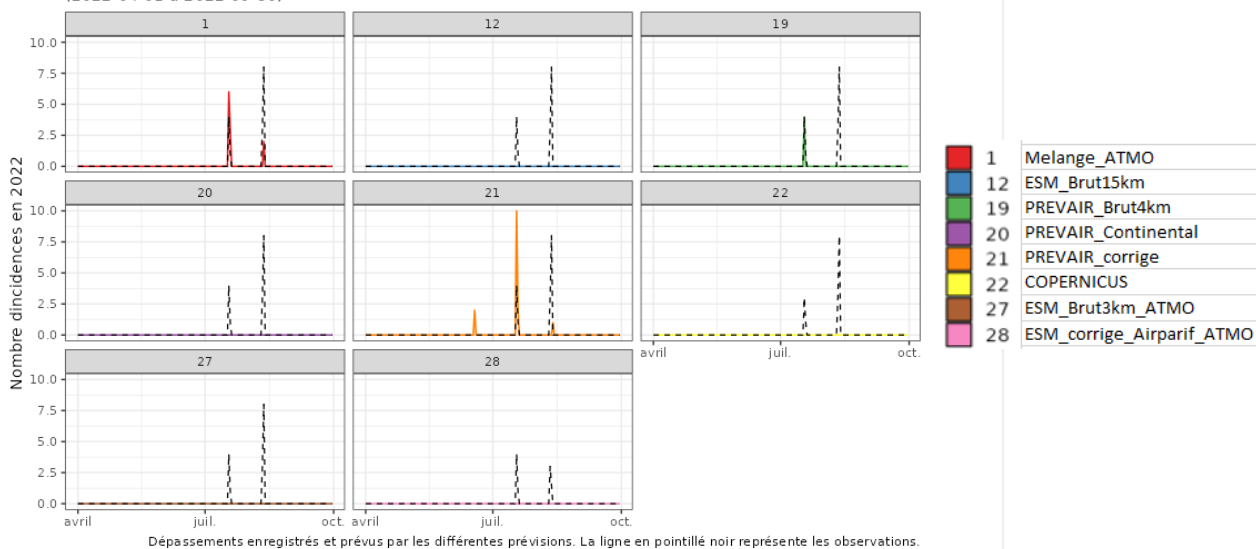 1 12 19
10.0
7.5
5.0
2.5
0.0
20 21 22
10.0
7.5
5.0
2.5
0.0
avril juil. oct.
27 28
10.0
7.5
5.0
2.5
0.0
avril juil. oct. avril juil. oct.
Nombre dincidences en 2022
Dépassements enregistrés et prévus par les différentes prévisions. La ligne en pointillé noir représente les observations.
1 Melange_ATMO
12 ESM_Brut15km
19 PREVAIR_Brut4km
20 PREVAIR_Continental
21 PREVAIR_corrige
22 COPERNICUS
27 ESM_Brut3km_ATMO
28 ESM_corrige_Airparif_ATMO